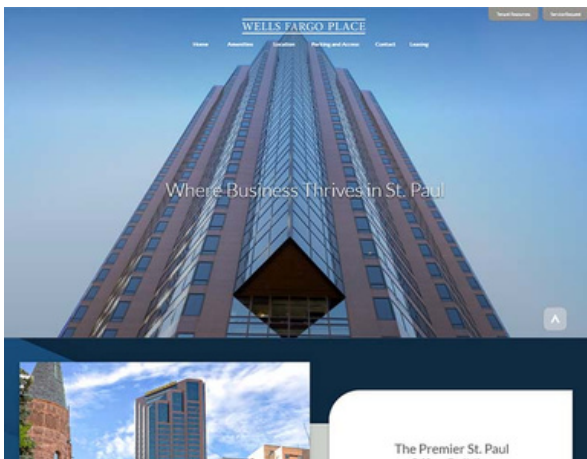 Tenant Resources
Service Request
WELLS FARGO PLACE
Home Amenities Location Parking and Access Contact Leasing
Where Business Thrives in St. Paul
The Premier St. Paul